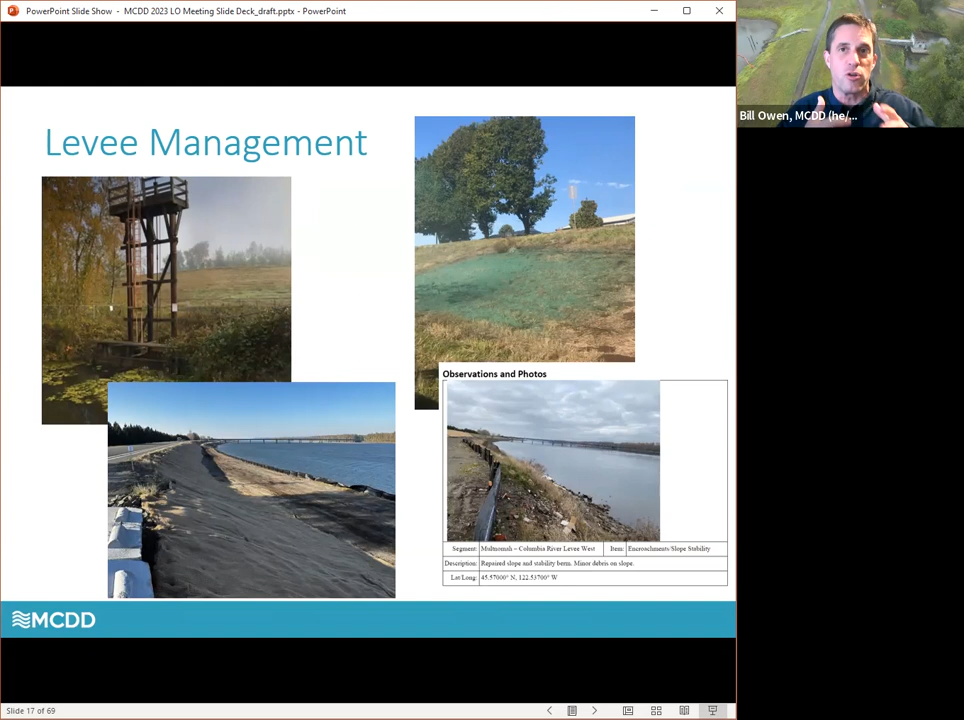 PowerPoint Slide Show - MCDD 2023 LO Meeting Slide Deck_draft.pptx - PowerPoint
Bill Owen, MCDD (he/...
Levee Management
Observations and Photos
Segment: Multnomah – Columbia River Levee West Item: Encroachments/Slope Stability
Description: Repaired slope and stability berm. Minor debris on slope.
Lat/Long: 45.57000° N, 122.53700° W
MCDD
Slide 17 of 69